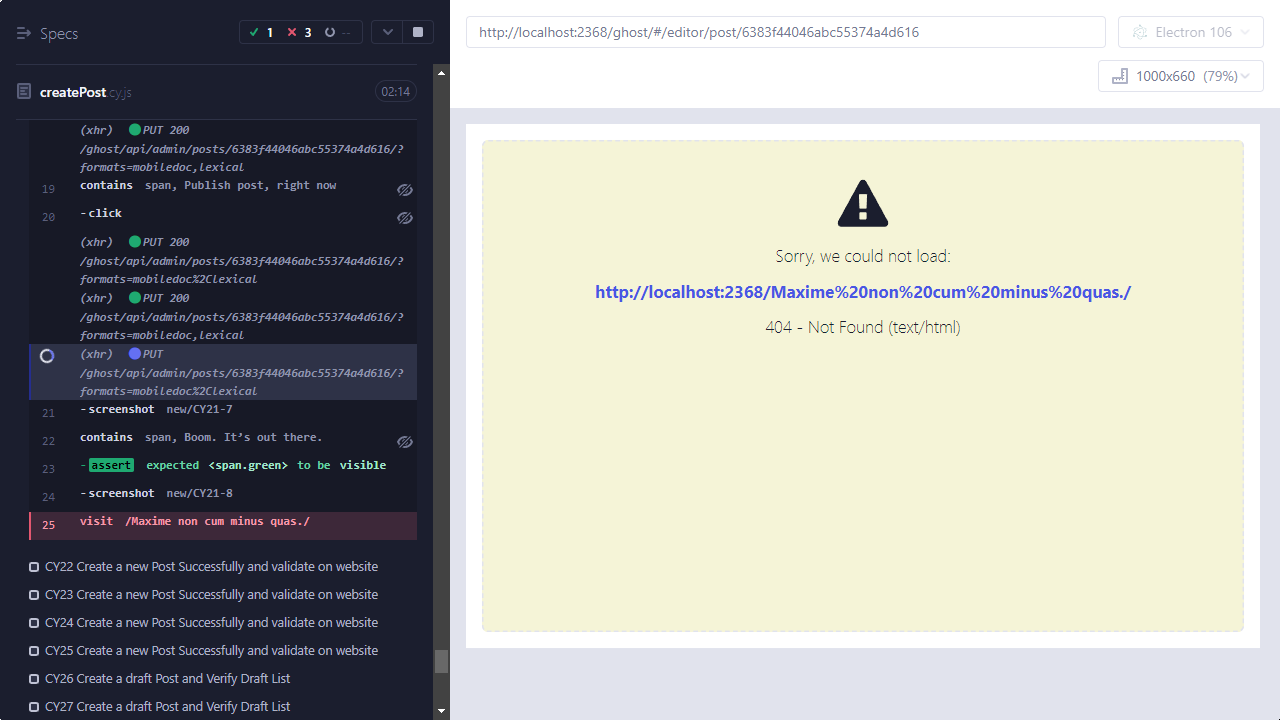 Specs
1
3
--
createPost.cy.js
02:14
(xhr) PUT 200
/ghost/api/admin/posts/6383f44046abc55374a4d616/?
formats=mobiledoc,lexical
19 contains span, Publish post, right now
20 -click
(xhr) PUT 200
/ghost/api/admin/posts/6383f44046abc55374a4d616/?
formats=mobiledoc%2Clexical
(xhr) PUT 200
/ghost/api/admin/posts/6383f44046abc55374a4d616/?
formats=mobiledoc,lexical
(xhr) PUT
/ghost/api/admin/posts/6383f44046abc55374a4d616/?
formats=mobiledoc%2Clexical
21 -screenshot new/CY21-7
22 contains span, Boom. It’s out there.
23 -assert expected <span.green> to be visible
24 -screenshot new/CY21-8
25 visit /Maxime non cum minus quas./
CY22 Create a new Post Successfully and validate on website
CY23 Create a new Post Successfully and validate on website
CY24 Create a new Post Successfully and validate on website
CY25 Create a new Post Successfully and validate on website
CY26 Create a draft Post and Verify Draft List
CY27 Create a draft Post and Verify Draft List
http://localhost:2368/ghost/#/editor/post/6383f44046abc55374a4d616
Electron 106
1000x660 (79%)
Sorry, we could not load:
http://localhost:2368/Maxime%20non%20cum%20minus%20quas./
404 - Not Found (text/html)